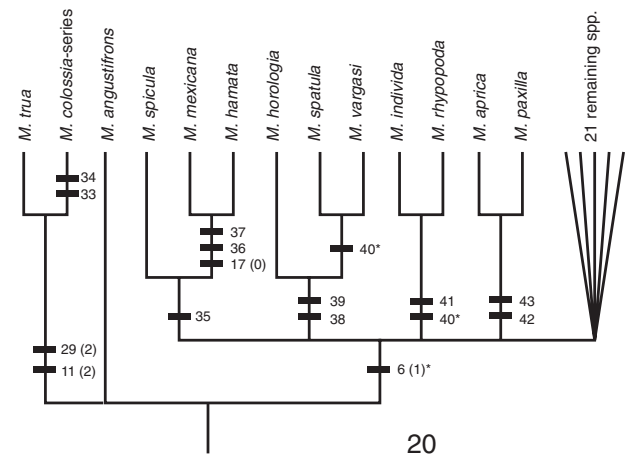 M. trua
M. colossia-series
M. angustifrons
M. spicula
M. mexicana
M. hamata
M. horologia
M. spatula
M. vargasi
M. individa
M. rhypopoda
M. aprica
M. paxilla
21 remaining spp.
34
33
37
36
17 (0)
40*
35
39
38
41
40*
43
42
29 (2)
11 (2)
6 (1)*
20